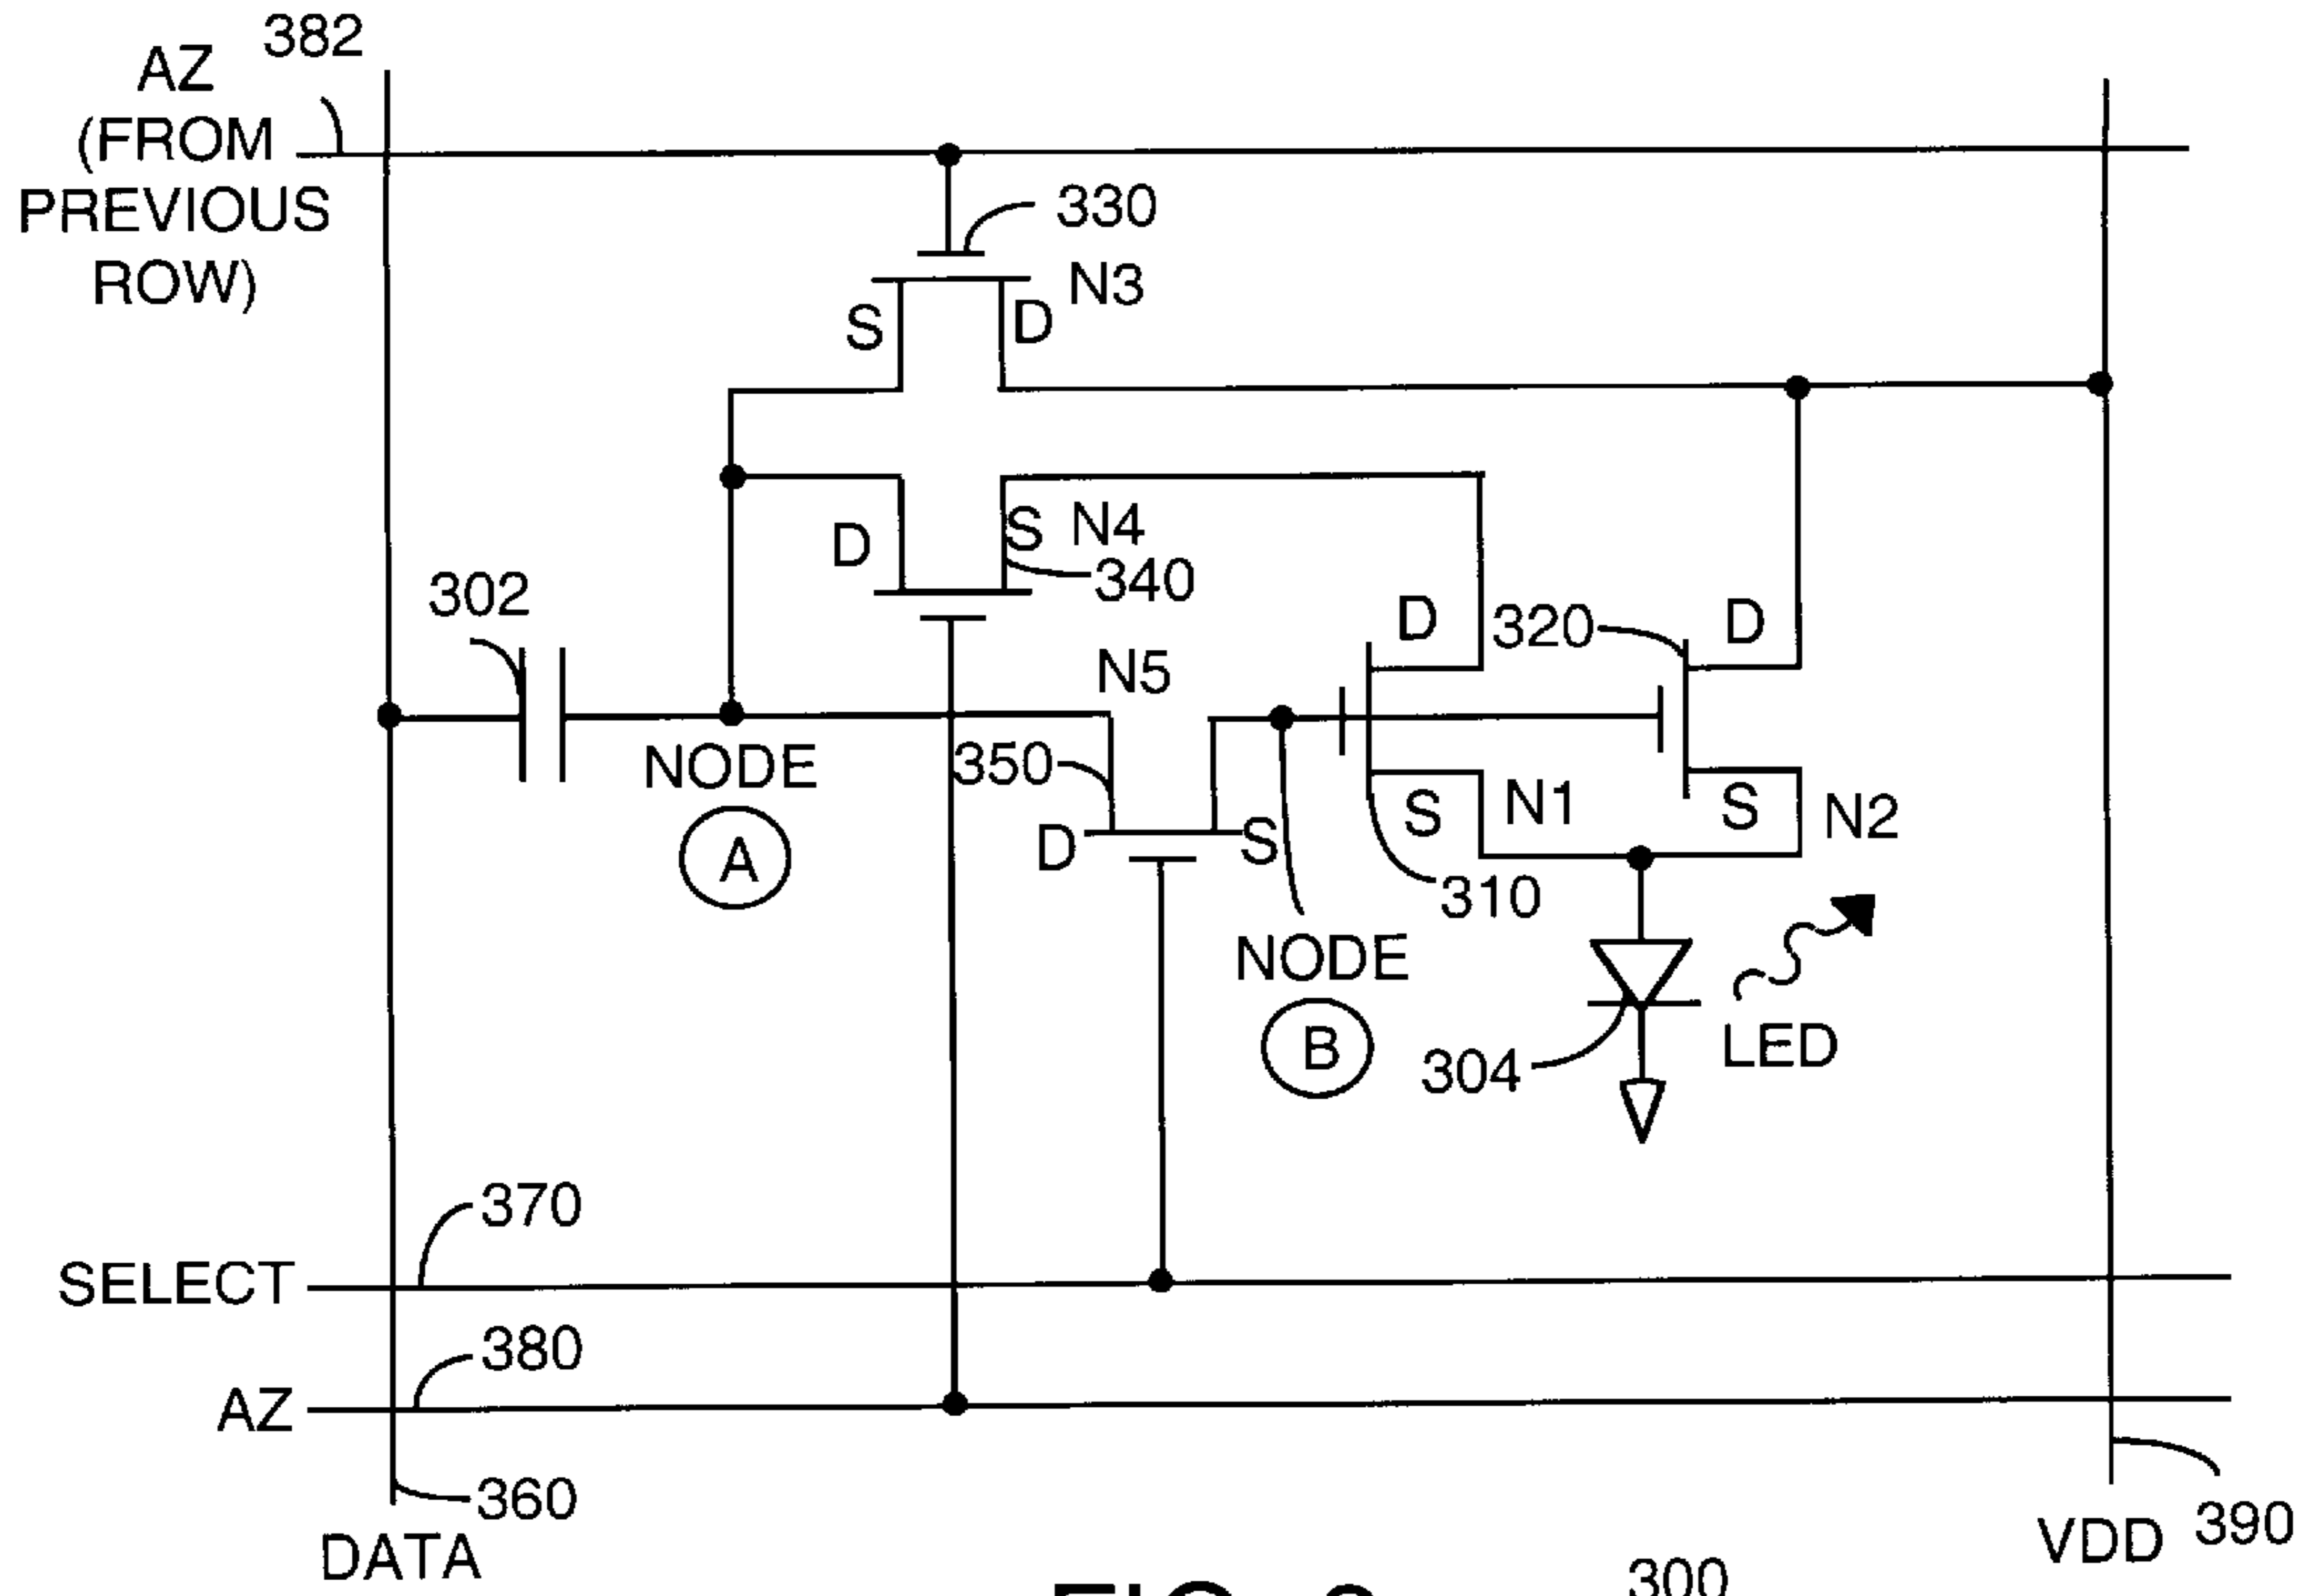 382
AZ
(FROM
PREVIOUS
ROW)
330
N3
S
D
D
S
N4
340
302
N5
D
320
D
NODE
A
350
D
S
S
N1
S
N2
310
NODE
B
304
LED
370
SELECT
380
AZ
360
DATA
VDD
390
300